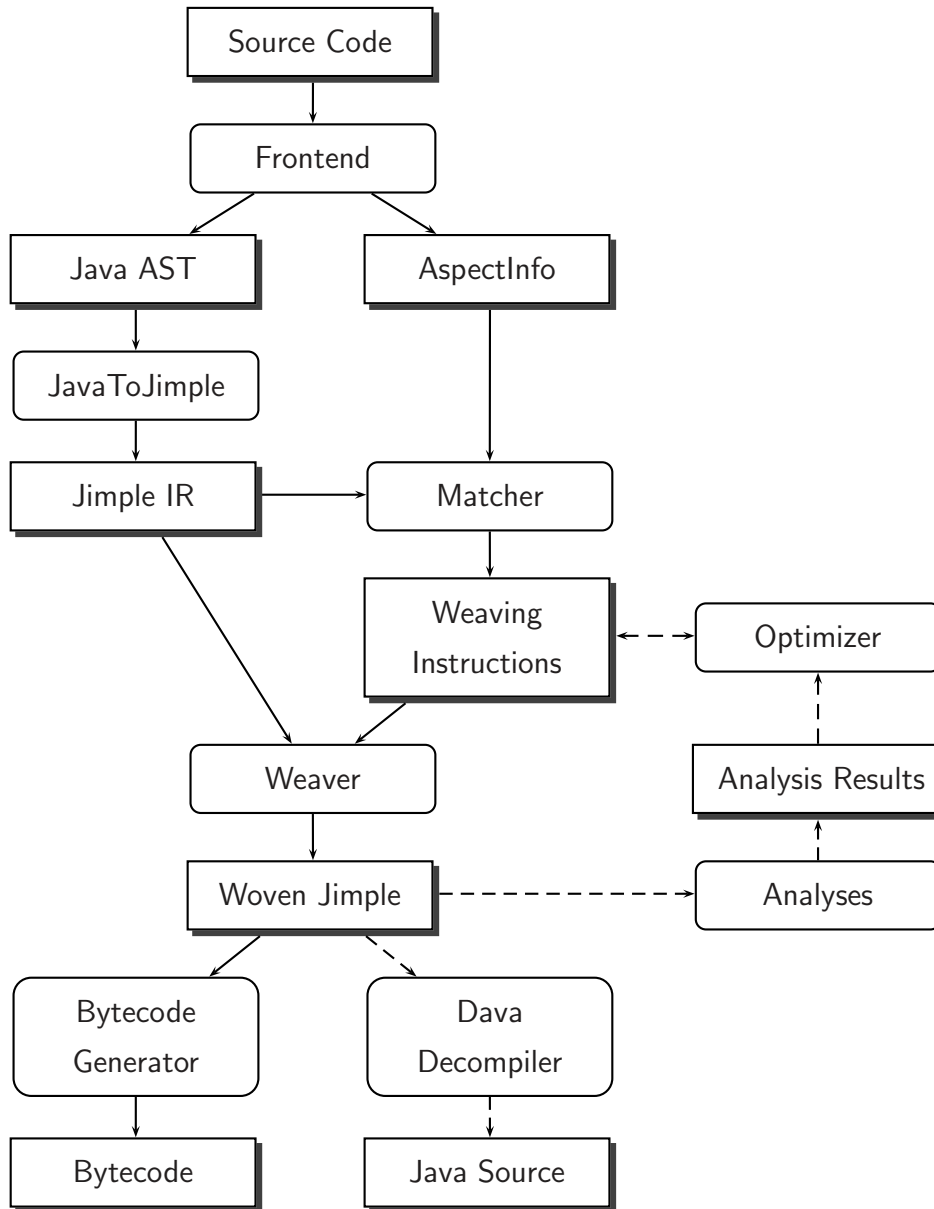 Source Code
Frontend
Java AST
AspectInfo
JavaToJimple
Jimple IR
Matcher
Weaving
Instructions
Optimizer
Weaver
Analysis Results
Woven Jimple
Analyses
Bytecode
Generator
Dava
Decompiler
Bytecode
Java Source